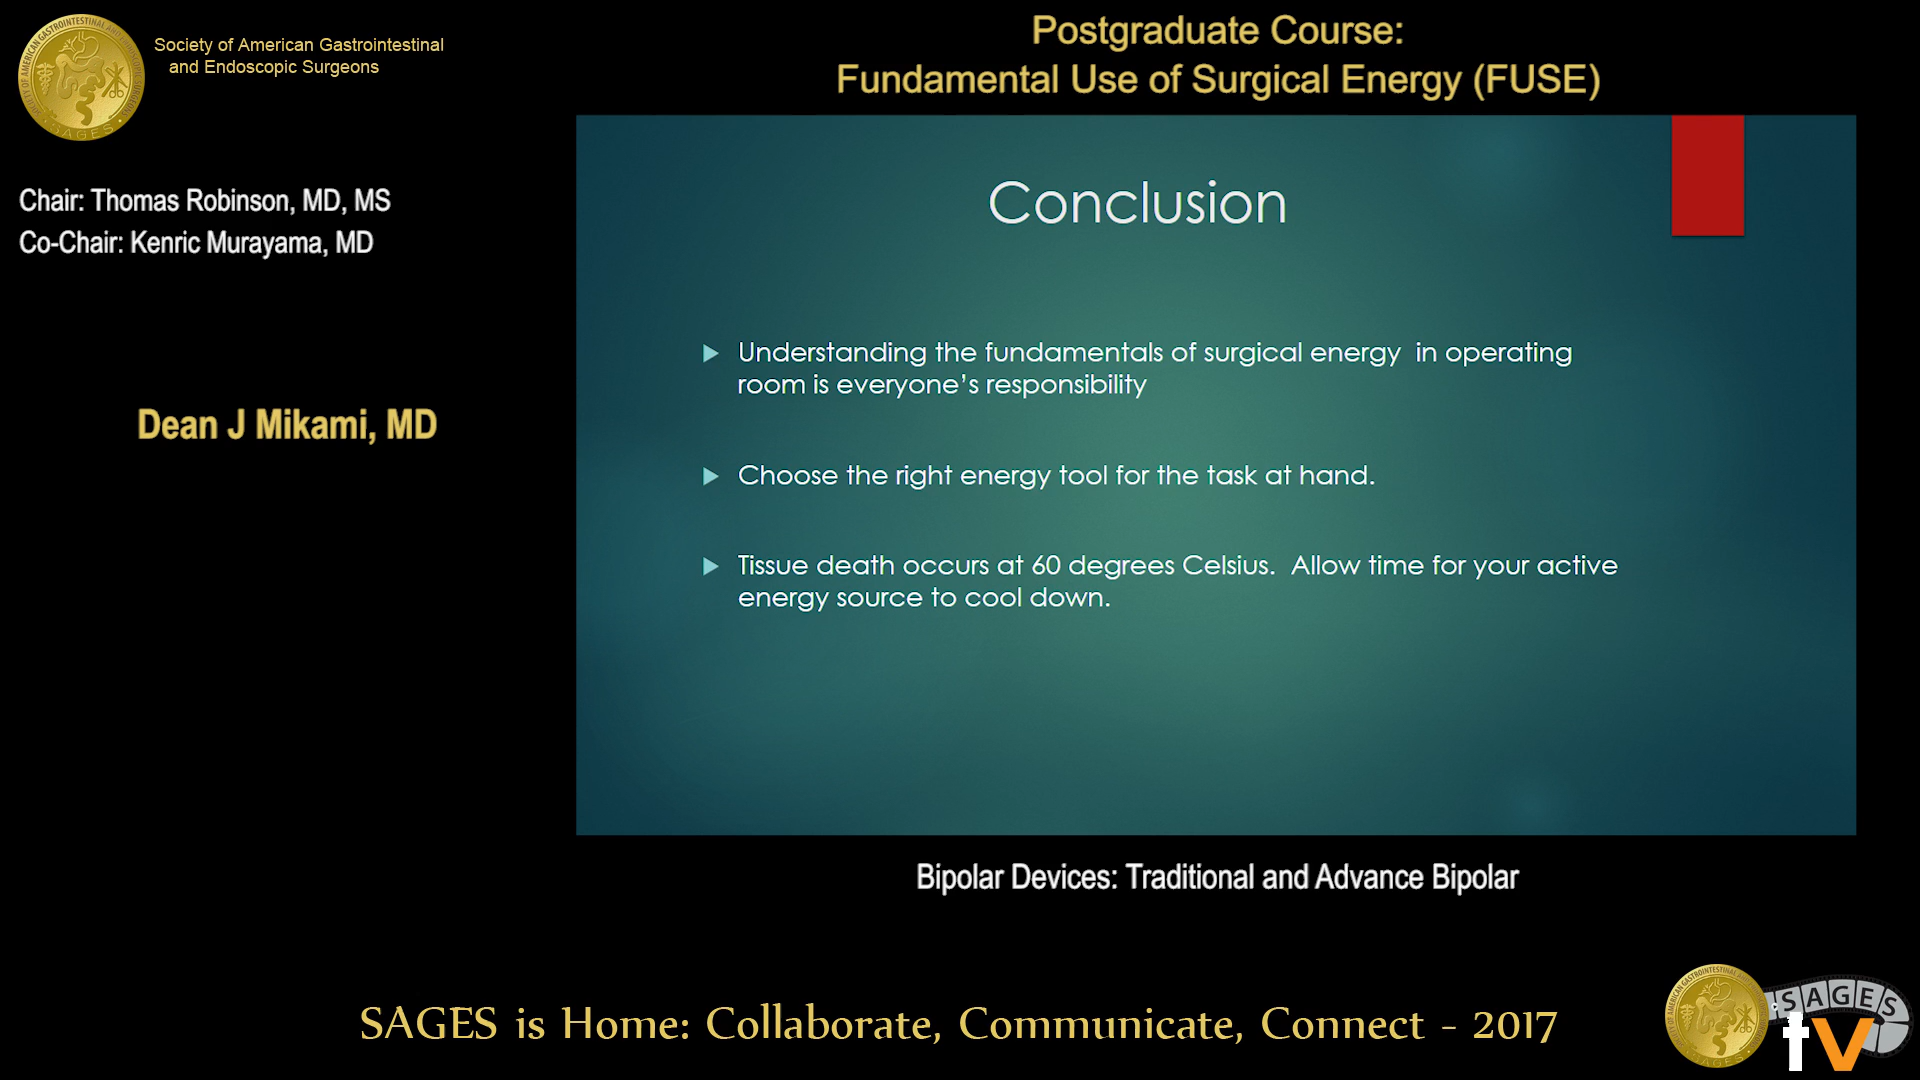 Society of American Gastrointestinal
and Endoscopic Surgeons
Postgraduate Course:
Fundamental Use of Surgical Energy (FUSE)
Chair: Thomas Robinson, MD, MS
Co-Chair: Kenric Murayama, MD
Dean J Mikami, MD
Conclusion
Understanding the fundamentals of surgical energy  in operating
room is everyone’s responsibility
Choose the right energy tool for the task at hand.
Tissue death occurs at 60 degrees Celsius.  Allow time for your active
energy source to cool down.
Bipolar Devices: Traditional and Advance Bipolar
SAGES is Home: Collaborate, Communicate, Connect - 2017
SAGES
tv
SAGES